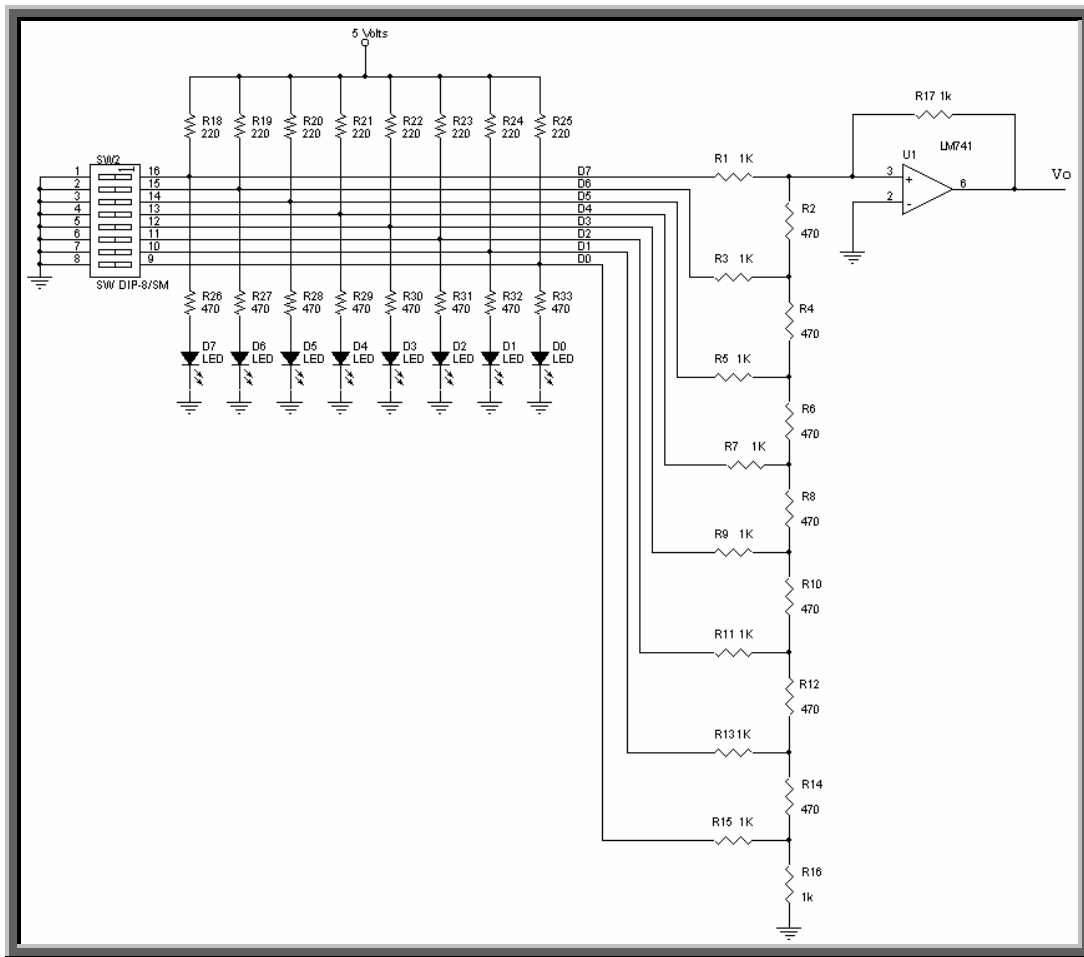 5 Volts
R18 220
R19 220
R20 220
R21 220
R22 220
R23 220
R24 220
R25 220
R17 1k
LM741
U1
SW2
1
2
3
4
5
6
7
8
16
15
14
13
12
11
10
9
SW DIP-8/SM
D7
D6
D5
D4
D3
D2
D1
D0
R1 1K
3
+
2
-
6
Vo
R2 470
R3 1K
R26 470
R27 470
R28 470
R29 470
R30 470
R31 470
R32 470
R33 470
R4 470
D7 LED
D6 LED
D5 LED
D4 LED
D3 LED
D2 LED
D1 LED
D0 LED
R5 1K
R6 470
R7 1K
R8 470
R9 1K
R10 470
R11 1K
R12 470
R131K
R14 470
R15 1K
R16 1k